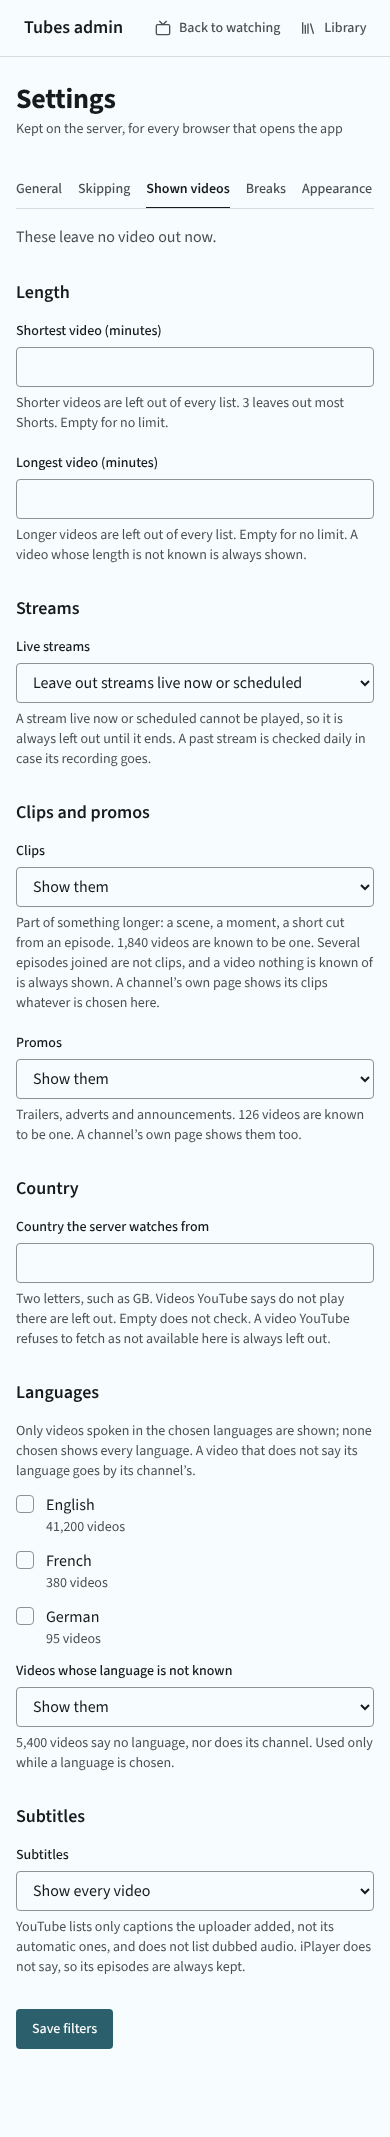 Tubes admin
Back to watching
Library
Settings
Kept on the server, for every browser that opens the app
General
Skipping
Shown videos
Breaks
Appearance
These leave no video out now.
Length
Shortest video (minutes)
Shorter videos are left out of every list. 3 leaves out most
Shorts. Empty for no limit.
Longest video (minutes)
Longer videos are left out of every list. Empty for no limit. A
video whose length is not known is always shown.
Streams
Live streams
Leave out streams live now or scheduled
A stream live now or scheduled cannot be played, so it is
always left out until it ends. A past stream is checked daily in
case its recording goes.
Clips and promos
Clips
Show them
Part of something longer: a scene, a moment, a short cut
from an episode. 1,840 videos are known to be one. Several
episodes joined are not clips, and a video nothing is known of
is always shown. A channel’s own page shows its clips
whatever is chosen here.
Promos
Show them
Trailers, adverts and announcements. 126 videos are known
to be one. A channel’s own page shows them too.
Country
Country the server watches from
Two letters, such as GB. Videos YouTube says do not play
there are left out. Empty does not check. A video YouTube
refuses to fetch as not available here is always left out.
Languages
Only videos spoken in the chosen languages are shown; none
chosen shows every language. A video that does not say its
language goes by its channel’s.
English
41,200 videos
French
380 videos
German
95 videos
Videos whose language is not known
Show them
5,400 videos say no language, nor does its channel. Used only
while a language is chosen.
Subtitles
Subtitles
Show every video
YouTube lists only captions the uploader added, not its
automatic ones, and does not list dubbed audio. iPlayer does
not say, so its episodes are always kept.
Save filters